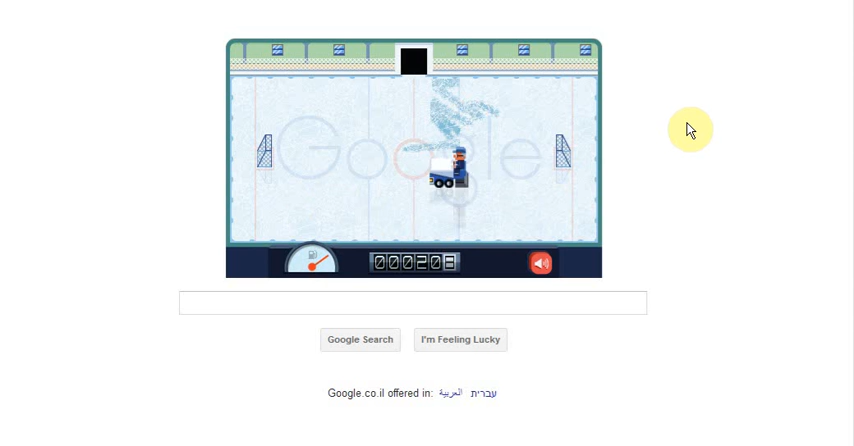 Google
000208
Google Search I'm Feeling Lucky
Google.co.il offered in: العربية עברית